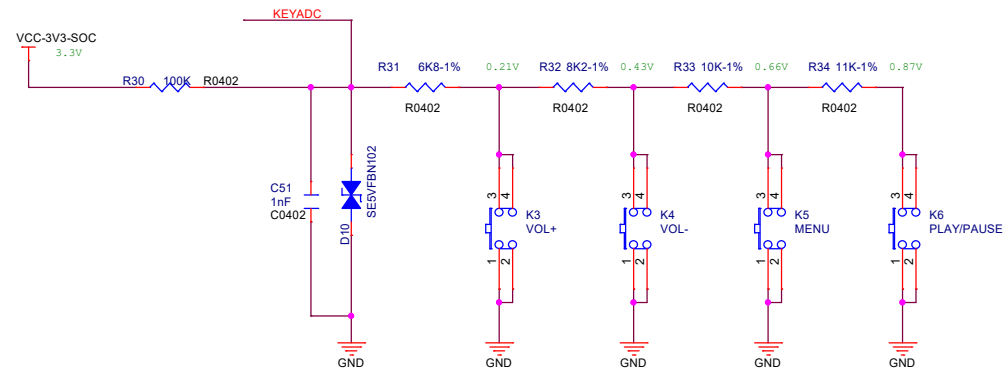 KEYADC
VCC-3V3-SOC
3.3V
R30 100K R0402
R31 6K8-1% 0.21V R32 8K2-1% 0.43V R33 10K-1% 0.66V R34 11K-1% 0.87V
R0402 R0402 R0402 R0402
C51
1nF
C0402
SE5VFBN102
D10
3 4
K3
VOL+
1 2
3 4
K4
VOL-
1 2
3 4
K5
MENU
1 2
3 4
K6
PLAY/PAUSE
1 2
GND GND GND GND GND